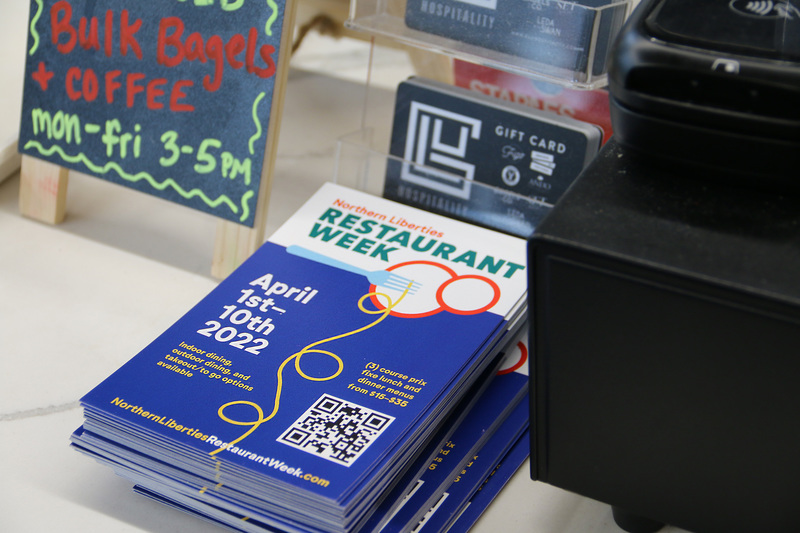 Bulk Bagels
+ COFFEE
mon-fri 3-5PM
HOSPITALITY
STAPLES
GIFT CARD
HOSPITALITY
Northern Liberties
RESTAURANT
WEEK
April
1st–
10th
2022
Indoor dining,
outdoor dining, and
takeout/to go options
available
(3) course prix
fixe lunch and
dinner menus
from $15-$35
NorthernLibertiesRestaurantWeek.com